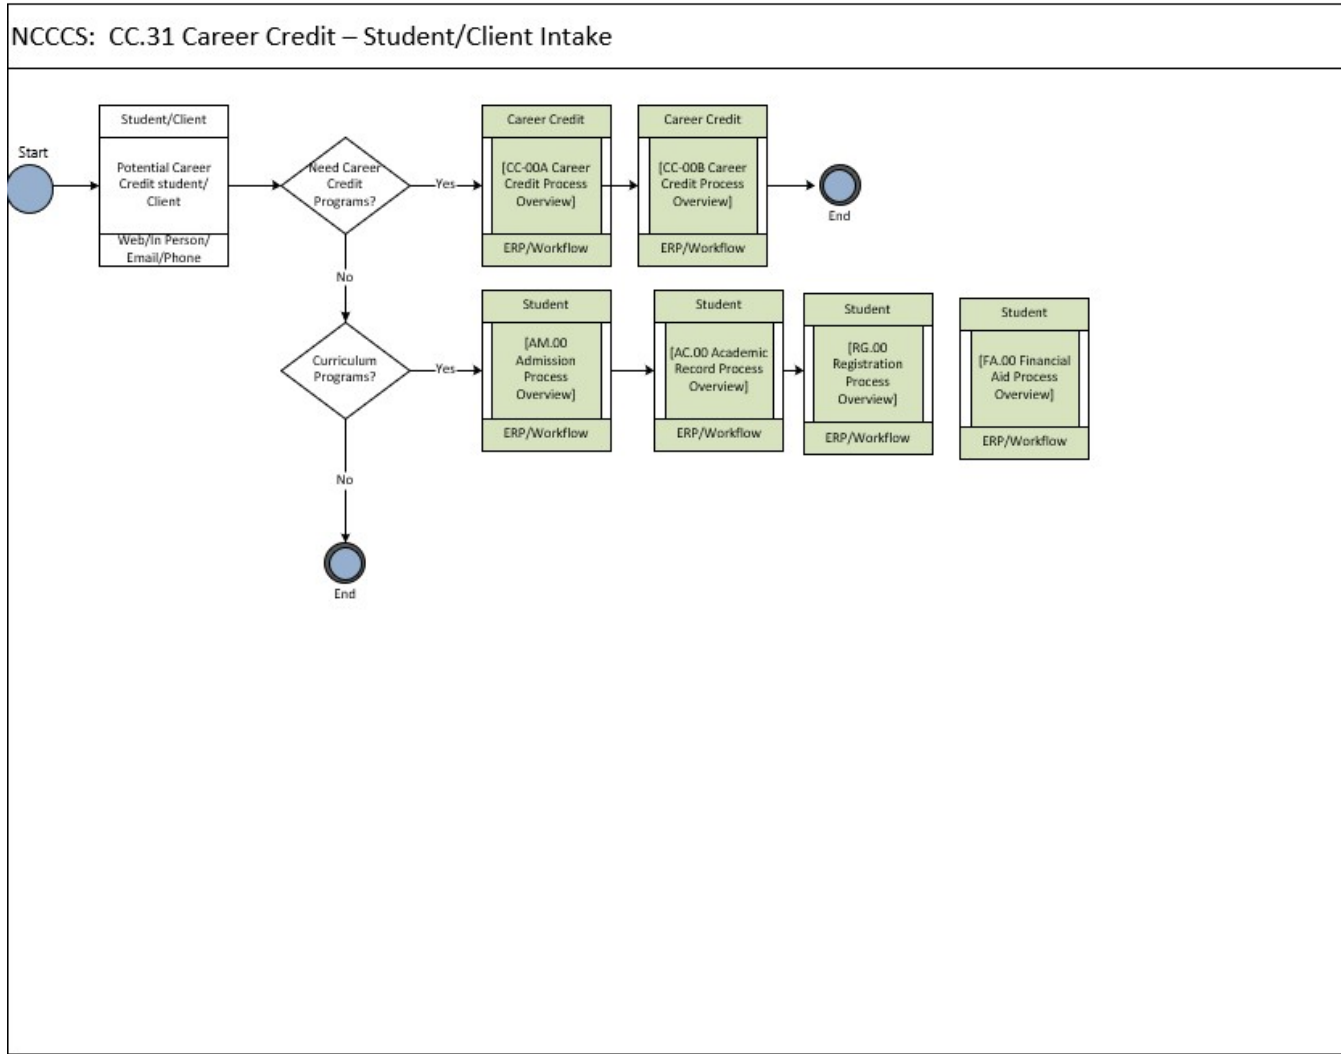 NCCCS:  CC.31 Career Credit – Student/Client Intake
Start
Student/Client
Potential Career
Credit student/
Client
Web/In Person/
Email/Phone
Need Career
Credit
Programs?
Yes
Career Credit
[CC-00A Career
Credit Process
Overview]
ERP/Workflow
Career Credit
[CC-00B Career
Credit Process
Overview]
ERP/Workflow
End
No
Curriculum
Programs?
Yes
Student
[AM.00
Admission
Process
Overview]
ERP/Workflow
Student
[AC.00 Academic
Record Process
Overview]
ERP/Workflow
Student
[RG.00
Registration
Process
Overview]
ERP/Workflow
Student
[FA.00 Financial
Aid Process
Overview]
ERP/Workflow
No
End